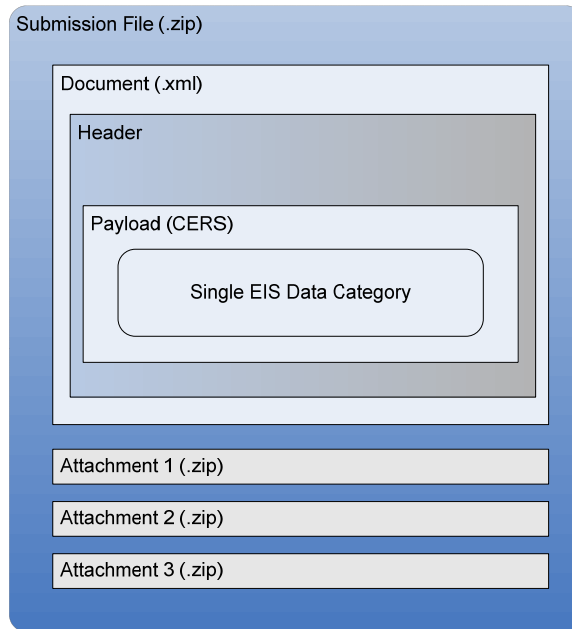 Submission File (.zip)
Document (.xml)
Header
Payload (CERS)
Single EIS Data Category
Attachment 1 (.zip)
Attachment 2 (.zip)
Attachment 3 (.zip)